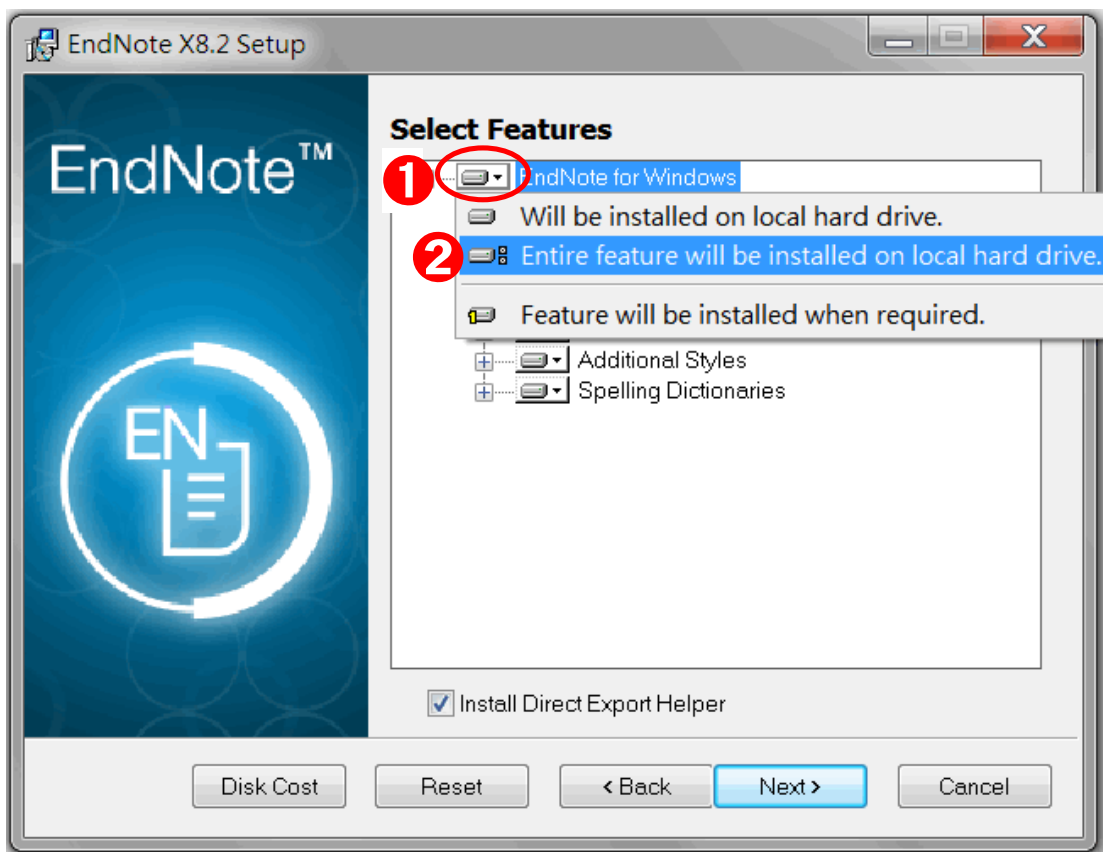 EndNote X8.2 Setup
X
EndNote™
Select Features
1
EndNote for Windows
Will be installed on local hard drive.
2
Entire feature will be installed on local hard drive.
Feature will be installed when required.
Additional Styles
Spelling Dictionaries
EN
Install Direct Export Helper
Disk Cost
Reset
< Back
Next >
Cancel